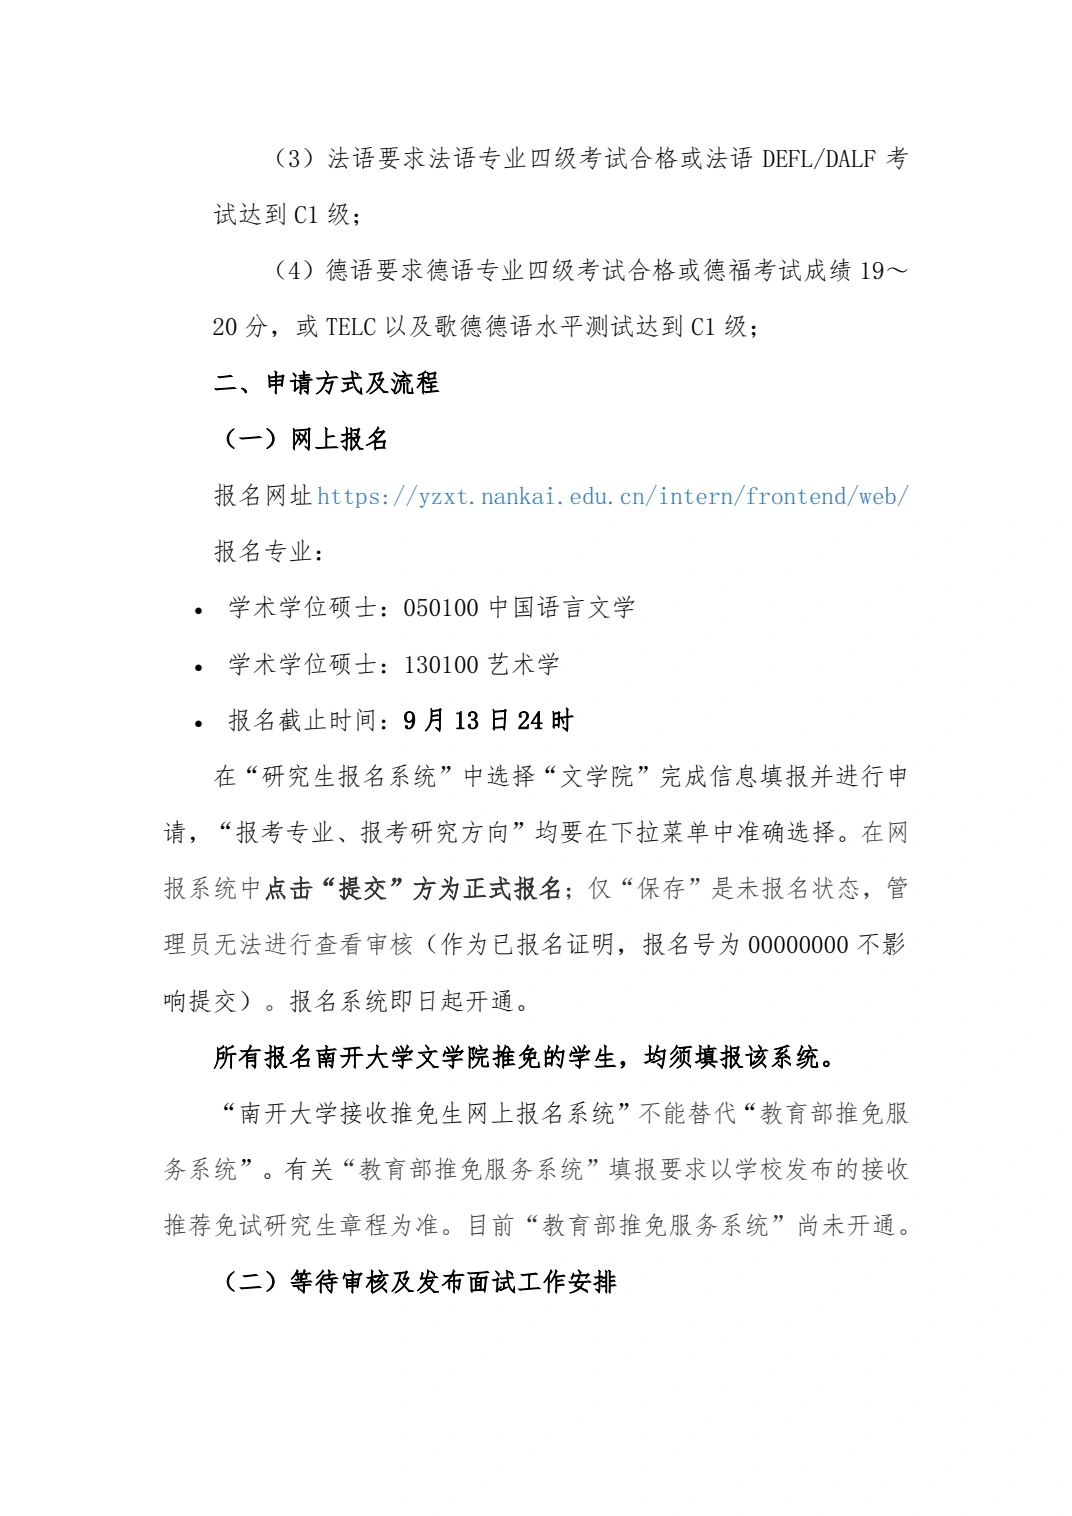 （3）法语要求法语专业四级考试合格或法语 DEFL/DALF 考
试达到 C1 级；
（4）德语要求德语专业四级考试合格或德福考试成绩 19～
20 分，或 TELC 以及歌德德语水平测试达到 C1 级；
二、申请方式及流程
（一）网上报名
报名网址 https://yzxt.nankai.edu.cn/intern/frontend/web/
报名专业：
• 学术学位硕士：050100 中国语言文学
• 学术学位硕士：130100 艺术学
• 报名截止时间：9 月 13 日 24 时
在“研究生报名系统”中选择“文学院”完成信息填报并进行申
请，“报考专业、报考研究方向”均要在下拉菜单中准确选择。在网
报系统中点击“提交”方为正式报名；仅“保存”是未报名状态，管
理员无法进行查看审核（作为已报名证明，报名号为 00000000 不影
响提交）。报名系统即日起开通。
所有报名南开大学文学院推免的学生，均须填报该系统。
“南开大学接收推免生网上报名系统”不能替代“教育部推免服
务系统”。有关“教育部推免服务系统”填报要求以学校发布的接收
推荐免试研究生章程为准。目前“教育部推免服务系统”尚未开通。
（二）等待审核及发布面试工作安排